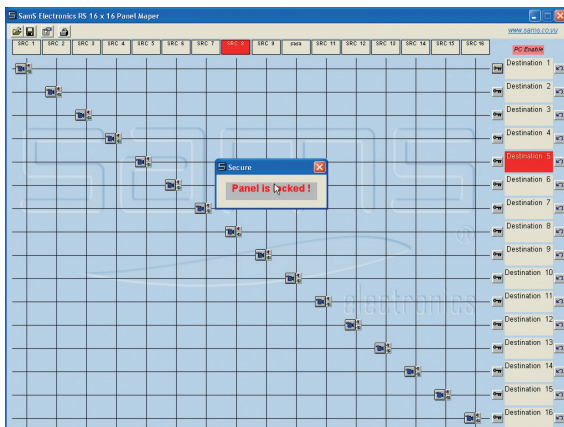 SamS Electronics RS 16 x 16 Panel Maper
www.sams.co.yu
SRC 1 SRC 2 SRC 3 SRC 4 SRC 5 SRC 6 SRC 7 SRC 8 SRC 9 SRC 11 SRC 12 SRC 13 SRC 14 SRC 15 SRC 16
PC Enable
Destination 1
Destination 2
Destination 3
Destination 4
Destination 5
Secure
Panel is locked !
Destination 6
Destination 7
Destination 8
Destination 9
Destination 10
Destination 11
electronics
Destination 12
Destination 13
Destination 14
Destination 15
Destination 16